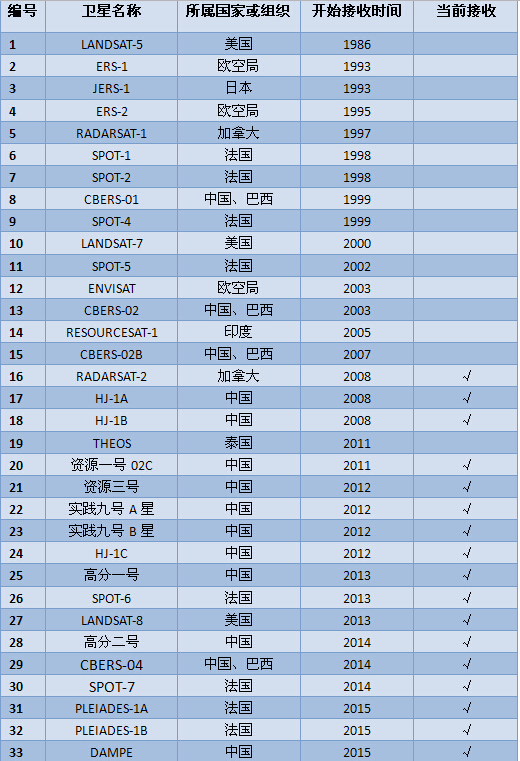 编号 卫星名称 所属国家或组织 开始接收时间 当前接收
1 LANDSAT-5 美国 1986
2 ERS-1 欧空局 1993
3 JERS-1 日本 1993
4 ERS-2 欧空局 1995
5 RADARSAT-1 加拿大 1997
6 SPOT-1 法国 1998
7 SPOT-2 法国 1998
8 CBERS-01 中国、巴西 1999
9 SPOT-4 法国 1999
10 LANDSAT-7 美国 2000
11 SPOT-5 法国 2002
12 ENVISAT 欧空局 2003
13 CBERS-02 中国、巴西 2003
14 RESOURCESAT-1 印度 2005
15 CBERS-02B 中国、巴西 2007
16 RADARSAT-2 加拿大 2008 √
17 HJ-1A 中国 2008 √
18 HJ-1B 中国 2008 √
19 THEOS 泰国 2011
20 资源一号 02C 中国 2011 √
21 资源三号 中国 2012 √
22 实践九号 A 星 中国 2012 √
23 实践九号 B 星 中国 2012 √
24 HJ-1C 中国 2012 √
25 高分一号 中国 2013 √
26 SPOT-6 法国 2013 √
27 LANDSAT-8 美国 2013 √
28 高分二号 中国 2014 √
29 CBERS-04 中国、巴西 2014 √
30 SPOT-7 法国 2014 √
31 PLEIADES-1A 法国 2015 √
32 PLEIADES-1B 法国 2015 √
33 DAMPE 中国 2015 √